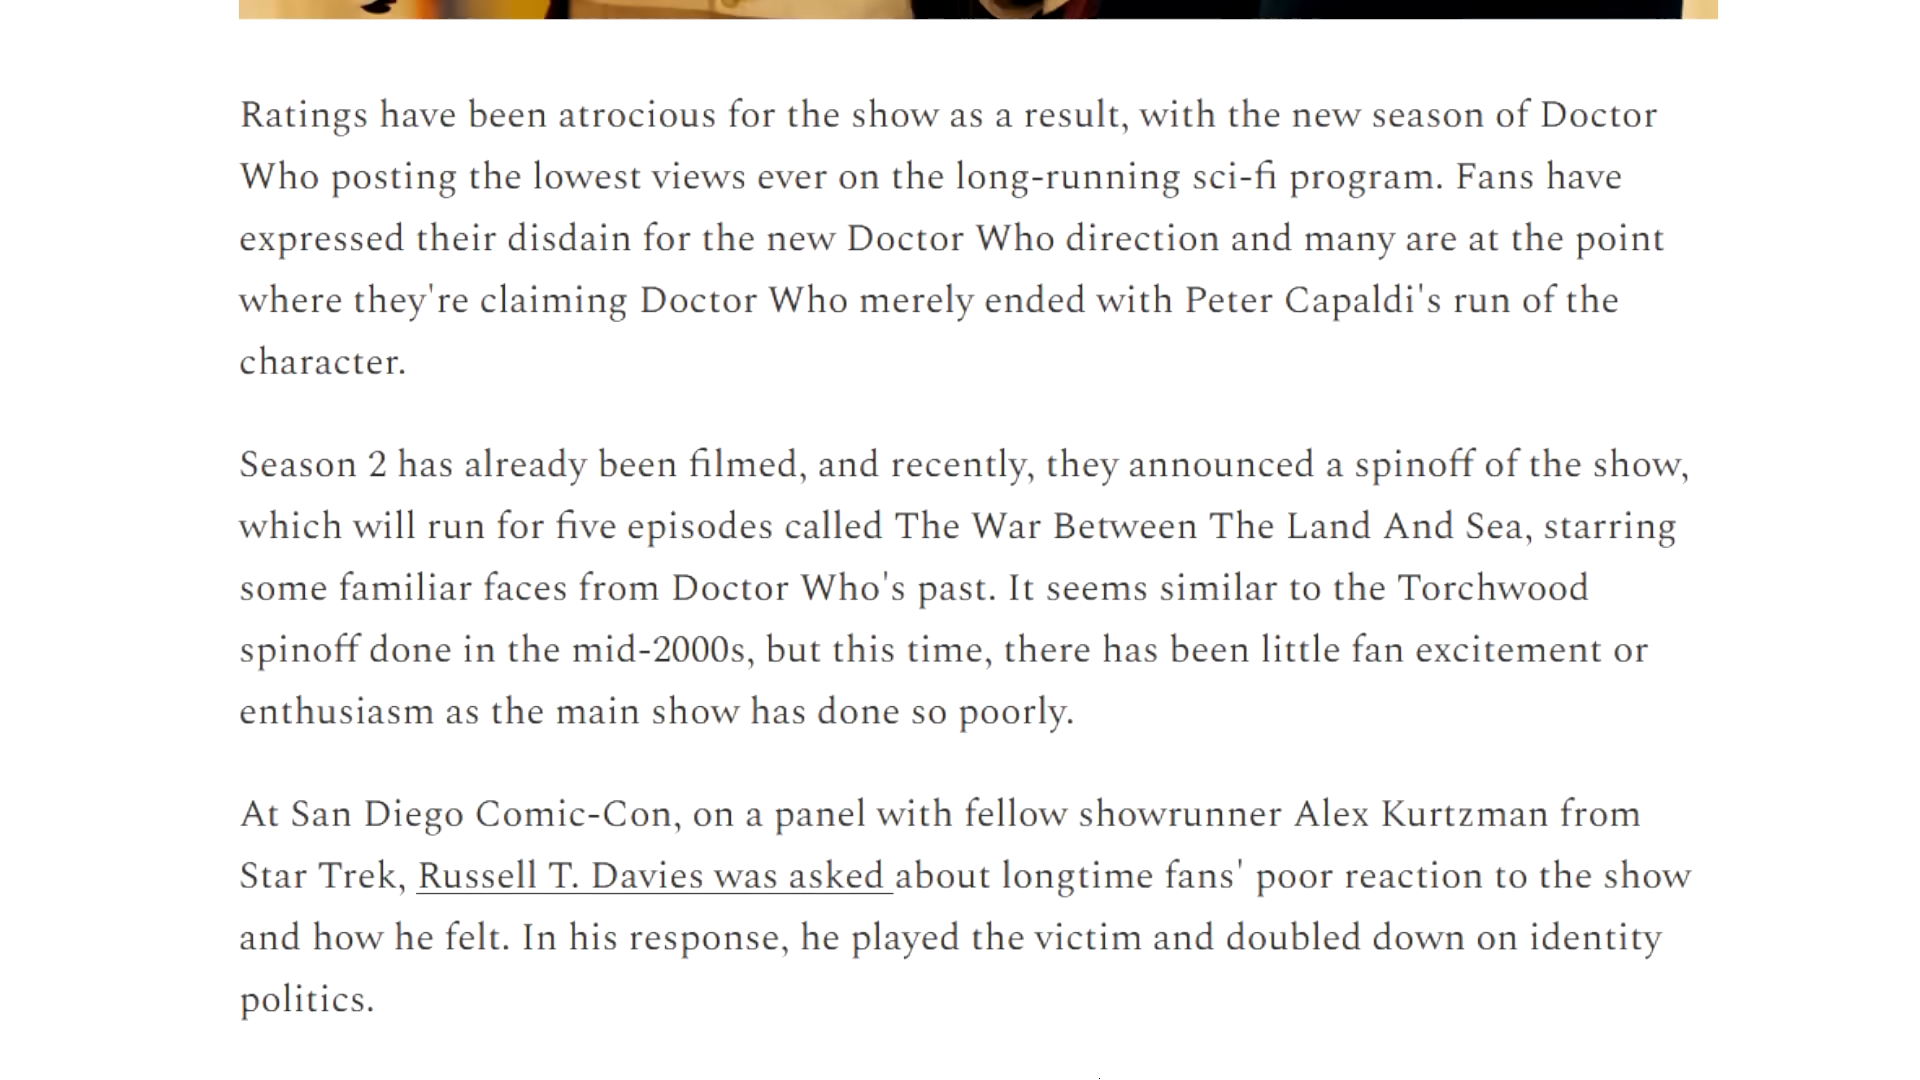 Ratings have been atrocious for the show as a result, with the new season of Doctor
Who posting the lowest views ever on the long-running sci-fi program. Fans have
expressed their disdain for the new Doctor Who direction and many are at the point
where they're claiming Doctor Who merely ended with Peter Capaldi's run of the
character.
Season 2 has already been filmed, and recently, they announced a spinoff of the show,
which will run for five episodes called The War Between The Land And Sea, starring
some familiar faces from Doctor Who's past. It seems similar to the Torchwood
spinoff done in the mid-2000s, but this time, there has been little fan excitement or
enthusiasm as the main show has done so poorly.
At San Diego Comic-Con, on a panel with fellow showrunner Alex Kurtzman from
Star Trek, Russell T. Davies was asked about longtime fans' poor reaction to the show
and how he felt. In his response, he played the victim and doubled down on identity
politics.